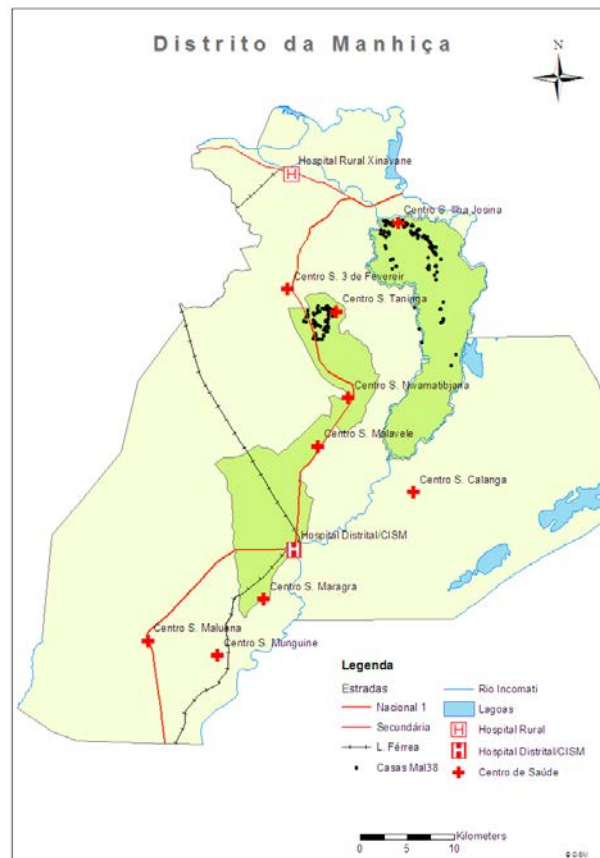 Distrito da Manhiça
N
Hospital Rural Xinavane
Centro S. Ilha Josina
Centro S. 3 de Fevereir
Centro S. Taninga
Centro S. Nwamatibjana
Centro S. Malavele
Centro S. Calanga
Hospital Distrital/CISM
Centro S. Maragra
Centro S. Maluana
Centro S. Munguine
Legenda
Estradas
Nacional 1
Secundária
L. Férrea
Casas Mal38
Rio Incomati
Lagoas
Hospital Rural
Hospital Distrital/CISM
Centro de Saúde
0 5 10 Kilometers